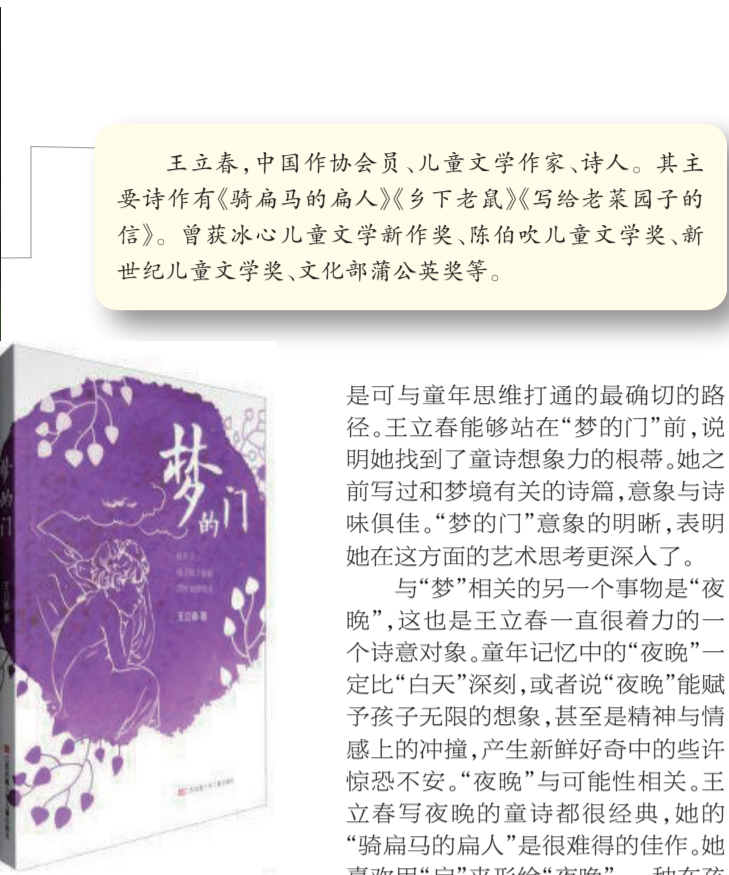 王立春,中国作协会员、儿童文学作家、诗人。其主
要诗作有《骑扁马的扁人》《乡下老鼠》《写给老菜园子的
信》。曾获冰心儿童文学新作奖、陈伯吹儿童文学奖、新
世纪儿童文学奖、文化部蒲公英奖等。
梦的门
王立春 著
梦的门
是可与童年思维打通的最确切的路
径。王立春能够站在“梦的门”前,说
明她找到了童诗想象力的根蒂。她之
前写过和梦境有关的诗篇,意象与诗
味俱佳。“梦的门”意象的明晰,表明
她在这方面的艺术思考更深入了。
与“梦”相关的另一个事物是“夜
晚”,这也是王立春一直很着力的一
个诗意对象。童年记忆中的“夜晚”一
定比“白天”深刻,或者说“夜晚”能赋
予孩子无限的想象,甚至是精神与情
感上的冲撞,产生新鲜好奇中的些许
惊恐不安。“夜晚”与可能性相关。王
立春写夜晚的童诗都很经典,她的
“骑扁马的扁人”是很难得的佳作。她